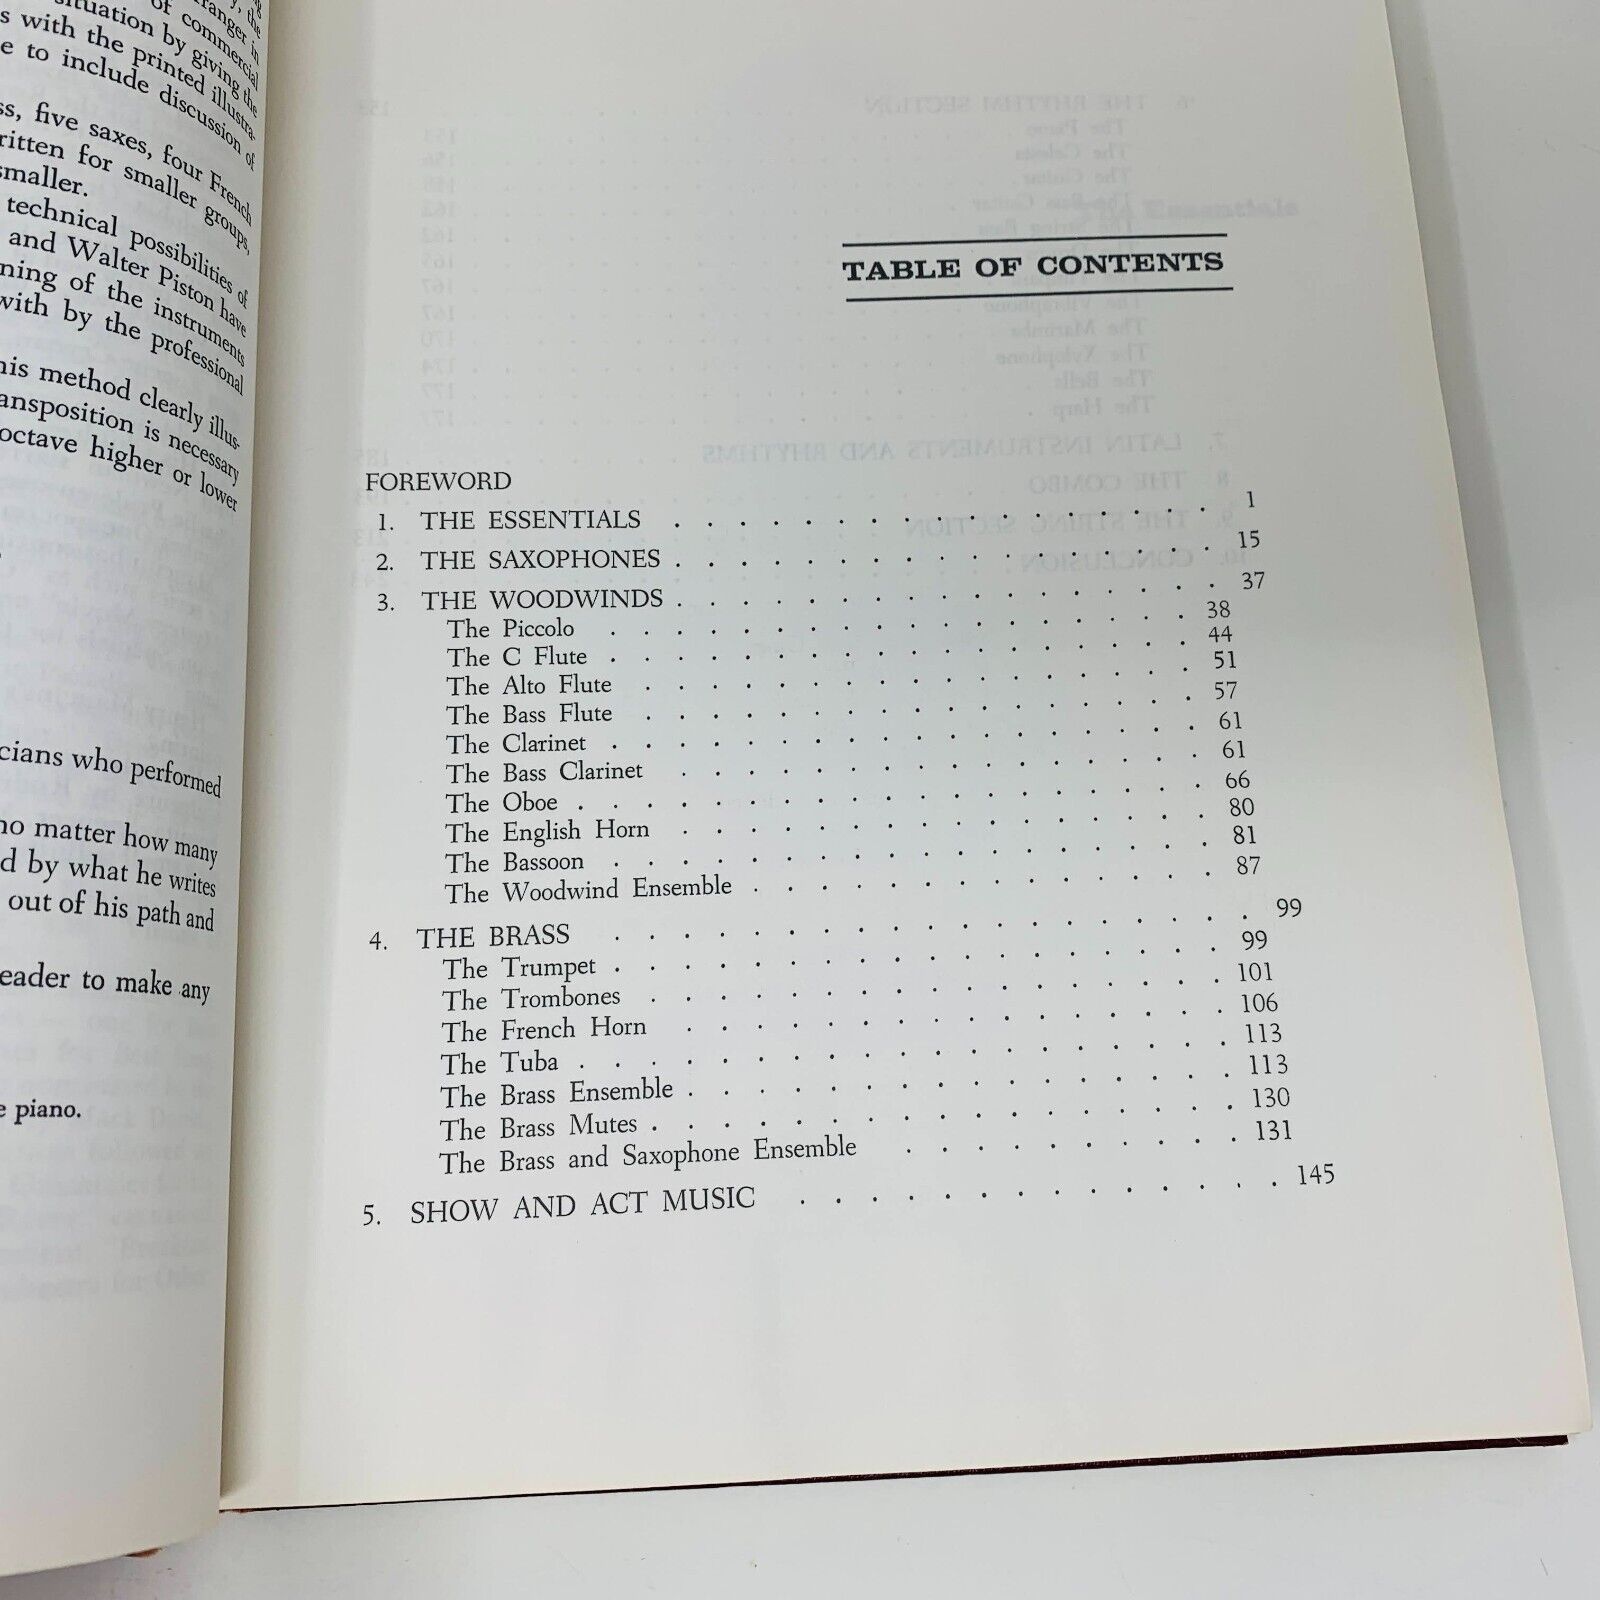 situation by giving the
s with the printed illustra-
e to include discussion of
ss, five saxes, four French
ritten for smaller groups,
smaller.
technical possibilities of
and Walter Piston have
ning of the instruments
with by the professional
his method clearly illus-
ansposition is necessary
octave higher or lower
cians who performed
no matter how many
d by what he writes
out of his path and
eader to make any
e piano.
TABLE OF CONTENTS
FOREWORD
1. THE ESSENTIALS . . . . . . . . . . . . . . . . 1
2. THE SAXOPHONES . . . . . . . . . . . . . . . . 15
3. THE WOODWINDS . . . . . . . . . . . . . . . . 37
The Piccolo . . . . . . . . . . . . . . . . 38
The C Flute . . . . . . . . . . . . . . . . 44
The Alto Flute . . . . . . . . . . . . . . . . 51
The Bass Flute . . . . . . . . . . . . . . . . 57
The Clarinet . . . . . . . . . . . . . . . . 61
The Bass Clarinet . . . . . . . . . . . . . . . . 61
The Oboe . . . . . . . . . . . . . . . . 66
The English Horn . . . . . . . . . . . . . . . . 80
The Bassoon . . . . . . . . . . . . . . . . 81
The Woodwind Ensemble . . . . . . . . . . . . . . 87
4. THE BRASS . . . . . . . . . . . . . . . . 99
The Trumpet . . . . . . . . . . . . . . . . 99
The Trombones . . . . . . . . . . . . . . . . 101
The French Horn . . . . . . . . . . . . . . . . 106
The Tuba . . . . . . . . . . . . . . . . 113
The Brass Ensemble . . . . . . . . . . . . . . . . 113
The Brass Mutes . . . . . . . . . . . . . . . . 130
The Brass and Saxophone Ensemble . . . . . . . . . . 131
5. SHOW AND ACT MUSIC . . . . . . . . . . . . . . 145